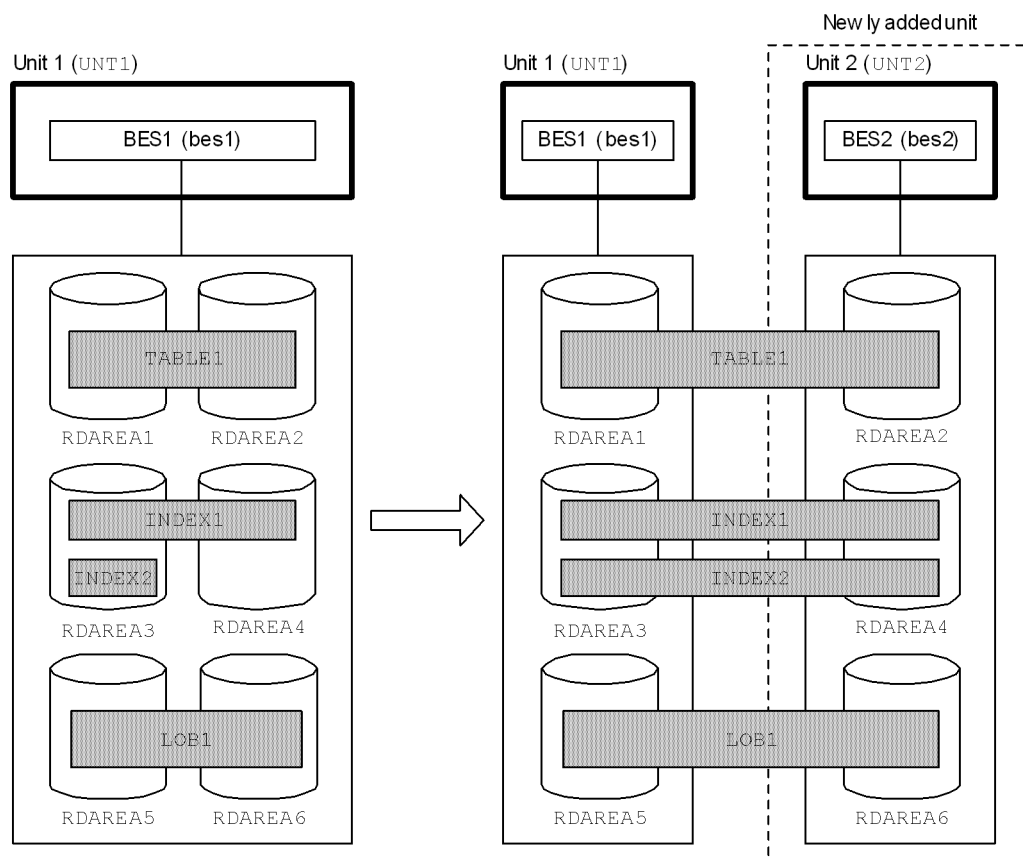 Newly added unit
Unit 1 (UNT1)
Unit 1 (UNT1)
Unit 2 (UNT2)
BES1 (bes1)
BES1 (bes1)
BES2 (bes2)
TABLE1
TABLE1
RDAREA1
RDAREA2
RDAREA1
RDAREA2
INDEX1
INDEX1
INDEX2
INDEX2
RDAREA3
RDAREA4
RDAREA3
RDAREA4
LOB1
LOB1
RDAREA5
RDAREA6
RDAREA5
RDAREA6